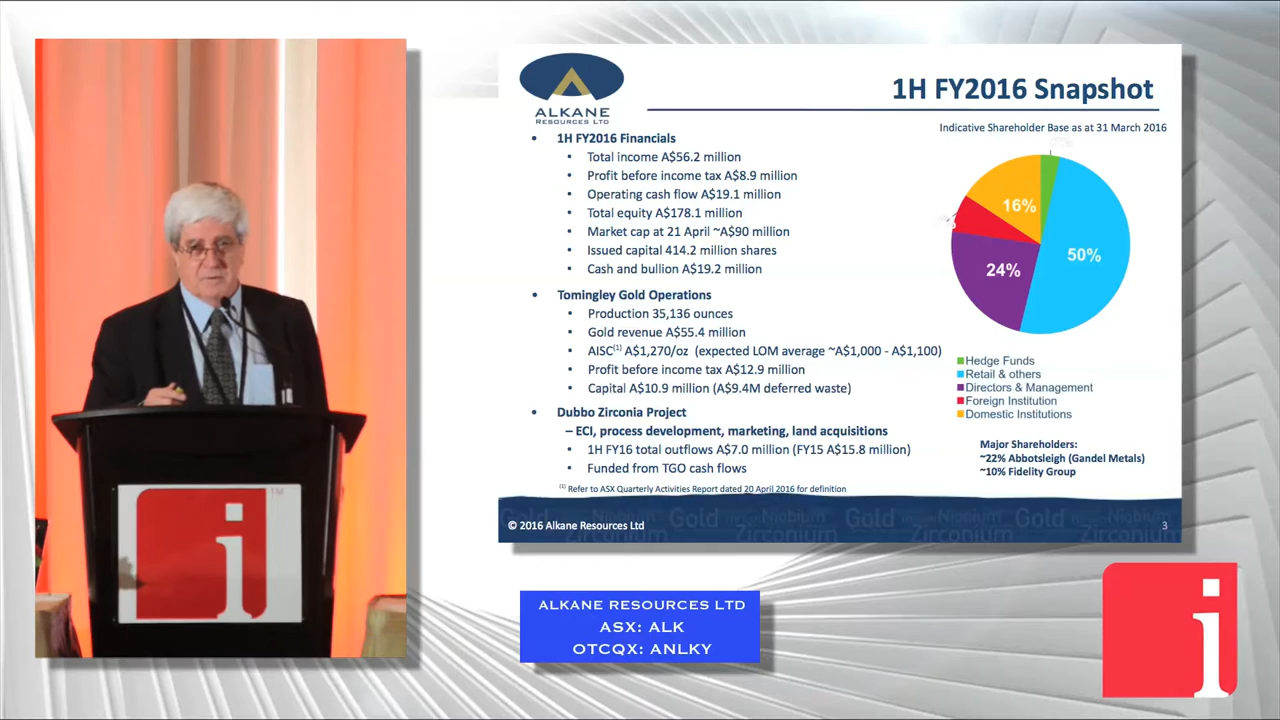 ALKANE
RESOURCES LTD
1H FY2016 Snapshot
Indicative Shareholder Base as at 31 March 2016
• 1H FY2016 Financials
• Total income A$56.2 million
• Profit before income tax A$8.9 million
• Operating cash flow A$19.1 million
• Total equity A$178.1 million
• Market cap at 21 April ~A$90 million
• Issued capital 414.2 million shares
• Cash and bullion A$19.2 million
• Tomingley Gold Operations
• Production 35,136 ounces
• Gold revenue A$55.4 million
• AISC(1) A$1,270/oz (expected LOM average ~A$1,000 - A$1,100)
• Profit before income tax A$12.9 million
• Capital A$10.9 million (A$9.4M deferred waste)
• Dubbo Zirconia Project
– ECI, process development, marketing, land acquisitions
• 1H FY16 total outflows A$7.0 million (FY15 A$15.8 million)
• Funded from TGO cash flows
(1) Refer to ASX Quarterly Activities Report dated 20 April 2016 for definition
16%
50%
24%
Hedge Funds
Retail & others
Directors & Management
Foreign Institution
Domestic Institutions
Major Shareholders:
~22% Abbotsleigh (Gandel Metals)
~10% Fidelity Group
© 2016 Alkane Resources Ltd
Gold Niobium Gold Gold Niobium
Zirconium Zirconium
3
i
TM
ALKANE RESOURCES LTD
ASX: ALK
OTCQX: ANLKY
i